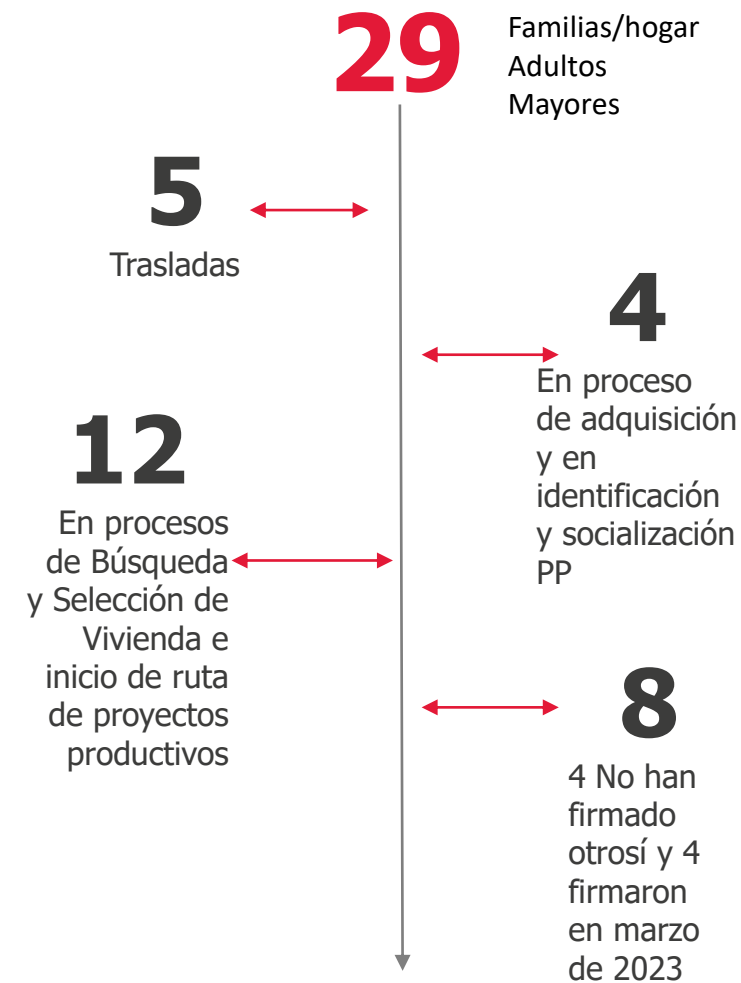 29
Familias/hogar
Adultos
Mayores
5
Trasladas
4
En proceso
de adquisición
y en
identificación
y socialización
PP
12
En procesos
de Búsqueda
y Selección de
Vivienda e
inicio de ruta
de proyectos
productivos
8
4 No han
firmado
otrosí y 4
firmaron
en marzo
de 2023